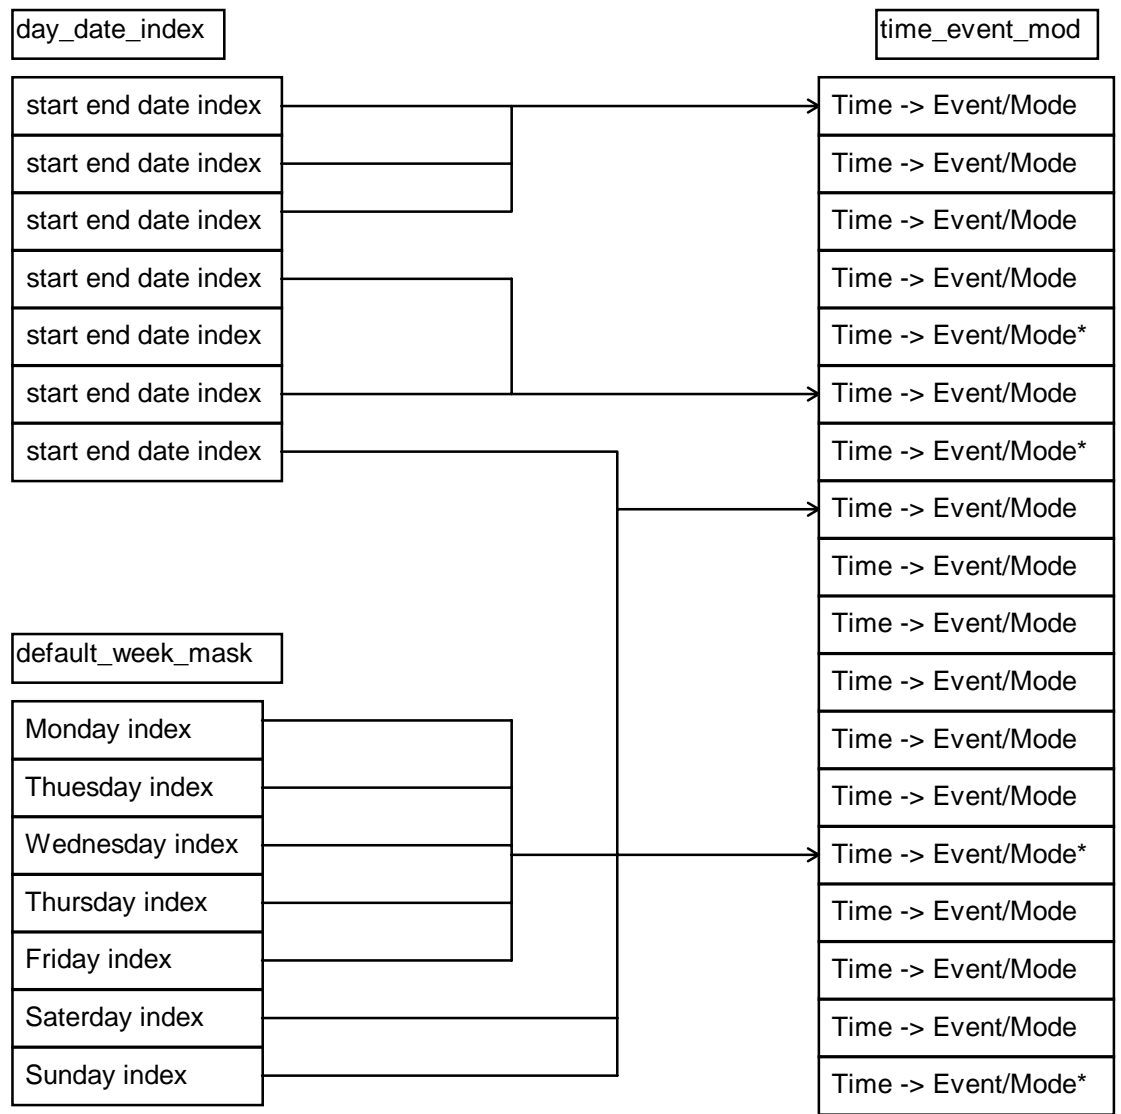 day_date_index
start end date index
start end date index
start end date index
start end date index
start end date index
start end date index
start end date index
default_week_mask
Monday index
Thuesday index
Wednesday index
Thursday index
Friday index
Saterday index
Sunday index
time_event_mod
Time -> Event/Mode
Time -> Event/Mode
Time -> Event/Mode
Time -> Event/Mode
Time -> Event/Mode*
Time -> Event/Mode
Time -> Event/Mode*
Time -> Event/Mode
Time -> Event/Mode
Time -> Event/Mode
Time -> Event/Mode
Time -> Event/Mode
Time -> Event/Mode
Time -> Event/Mode*
Time -> Event/Mode
Time -> Event/Mode
Time -> Event/Mode
Time -> Event/Mode*